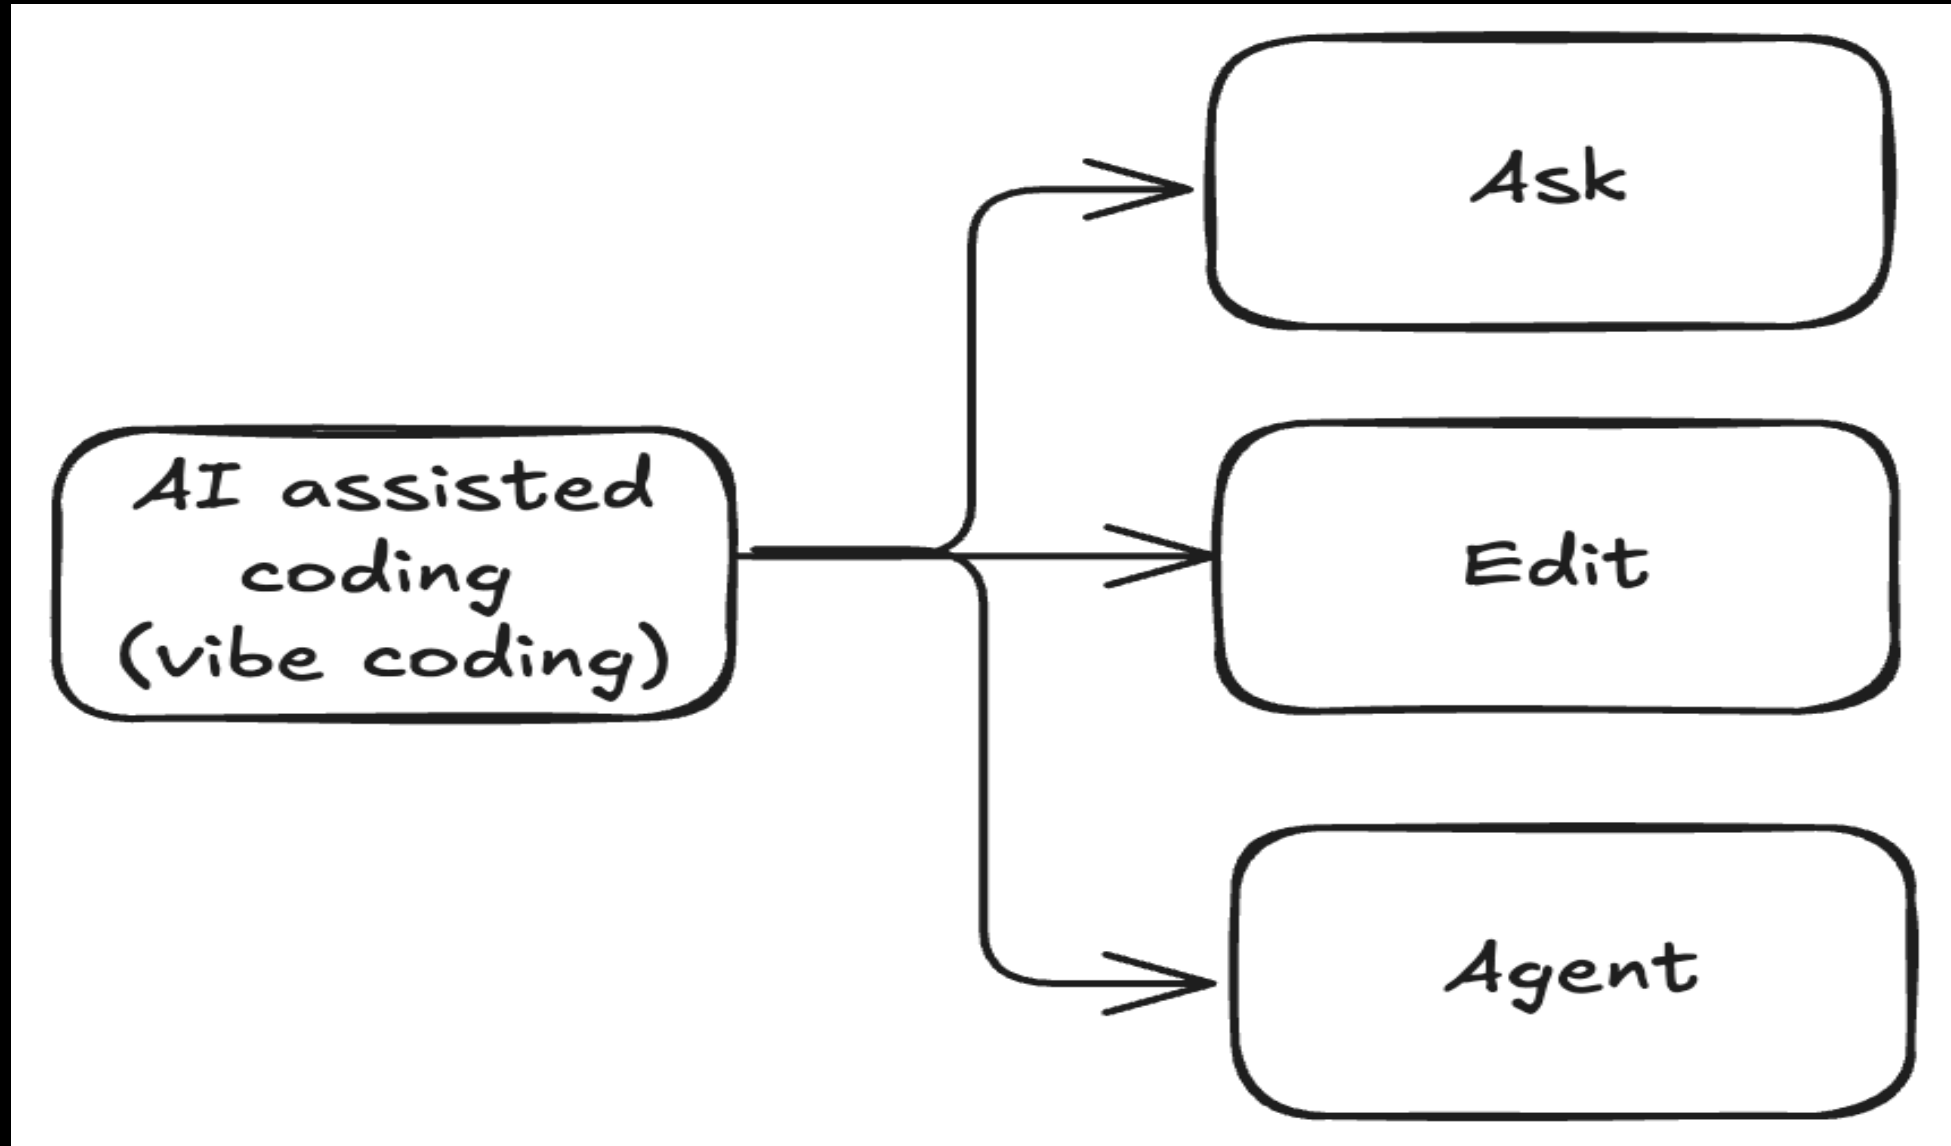 AI assisted
coding
(vibe coding)
Ask
Edit
Agent